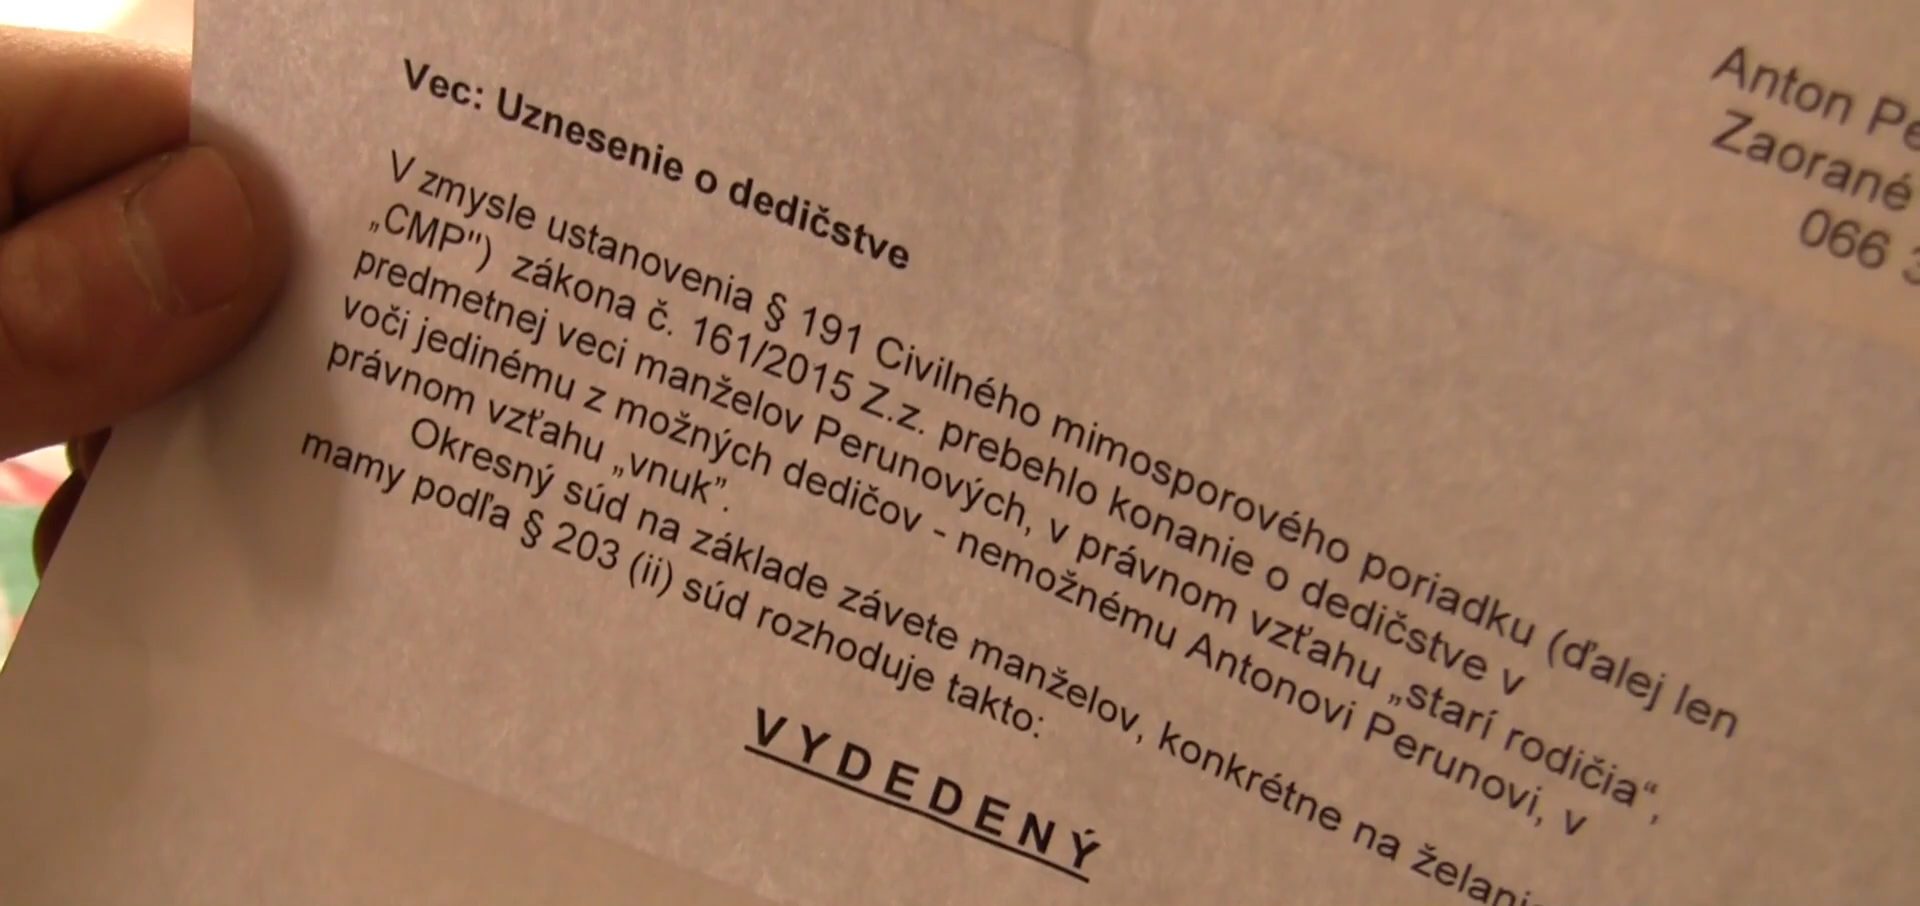 Anton
Zaorané
066
Vec: Uznesenie o dedičstve
V zmysle ustanovenia § 191 Civilného mimosporového poriadku (ďalej len
„CMP") zákona č. 161/2015 Z.z. prebehlo konanie o dedičstve v
predmetnej veci manželov Perunových, v právnom vzťahu „starí rodičia“,
voči jedinému z možných dedičov - nemožnému Antonovi Perunovi, v
právnom vzťahu „vnuk”.
Okresný súd na základe závete manželov, konkrétne na
mamy podľa § 203 (ii) súd rozhoduje takto:
VYDEDENÝ